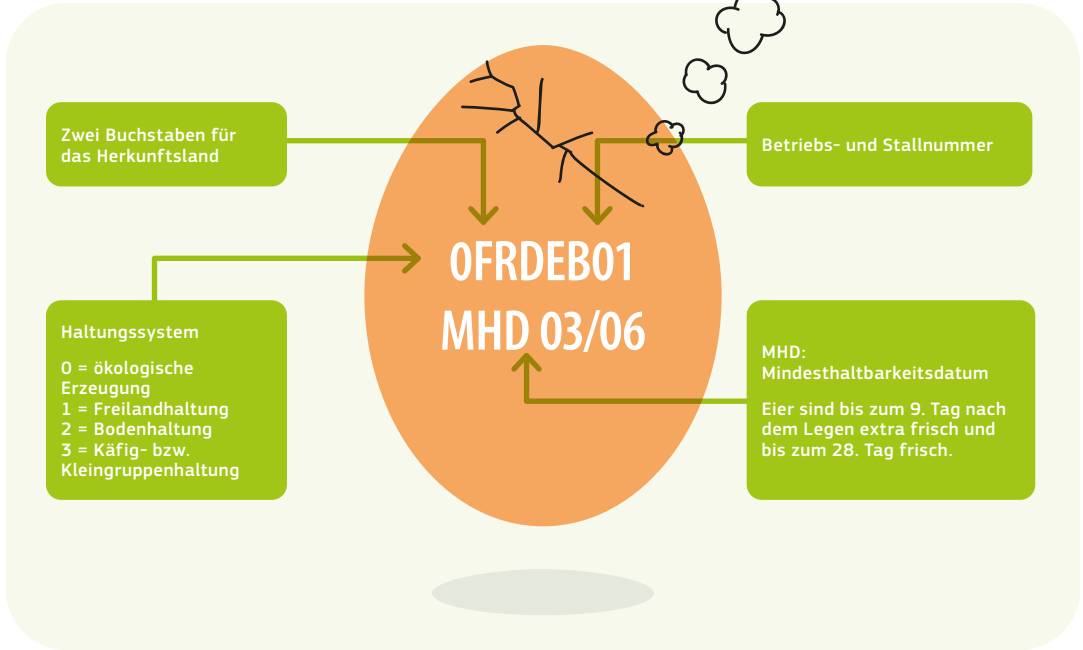 Zwei Buchstaben für
das Herkunftsland
Betriebs- und Stallnummer
0FRDEB01
MHD 03/06
Haltungssystem
0 = ökologische
Erzeugung
1 = Freilandhaltung
2 = Bodenhaltung
3 = Käfig- bzw.
Kleingruppenhaltung
MHD:
Mindesthaltbarkeitsdatum
Eier sind bis zum 9. Tag nach
dem Legen extra frisch und
bis zum 28. Tag frisch.